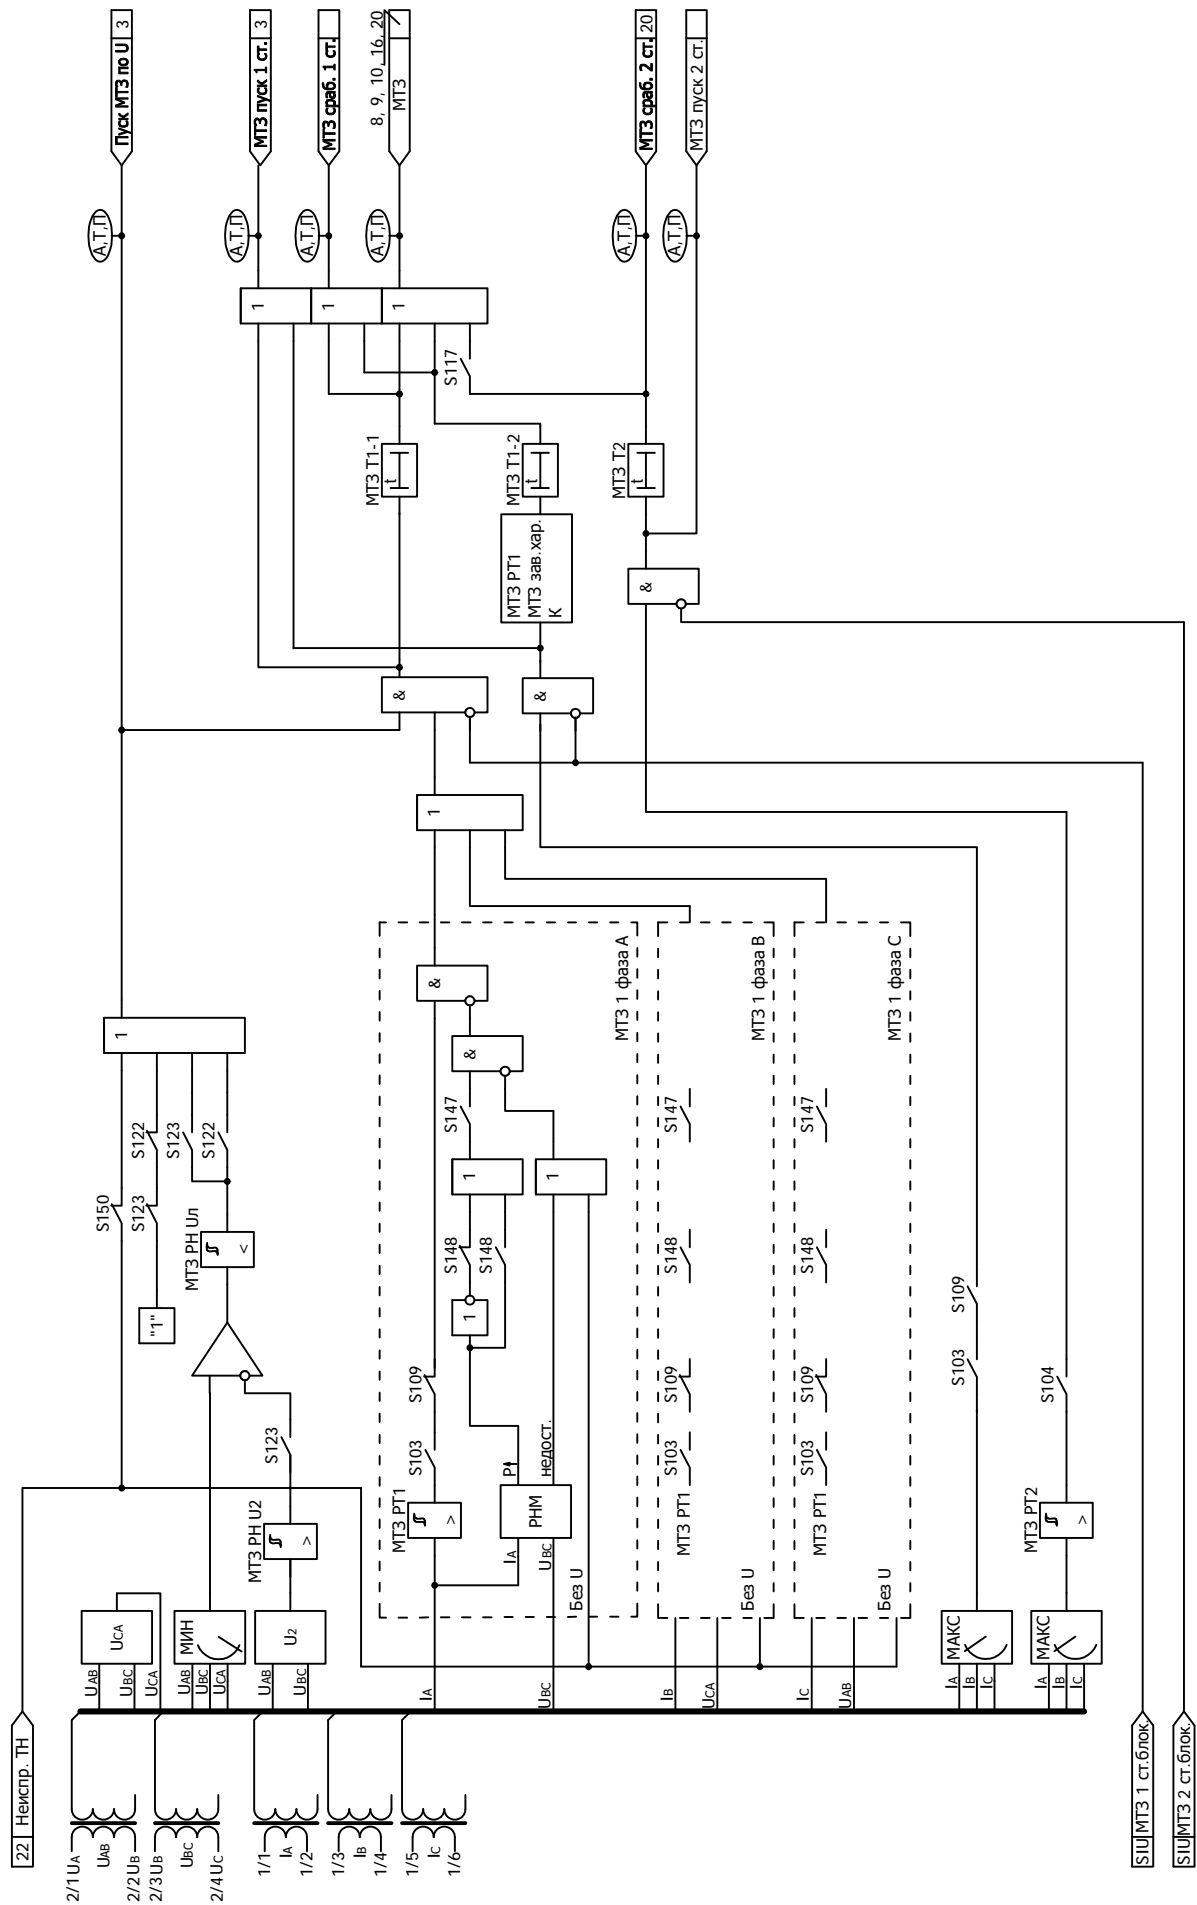 22 Неиспр. ТН
2/1 UA
UAB
2/2 UB
2/3 UB
UBC
2/4 UC
1/1
IA
1/2
1/3
IB
1/4
1/5
IC
1/6
UAB
UBC
UCA
UCA
UAB
UBC
UCA
МИН
UAB
UBC
U2
МТЗ РН U2
>
S123
"1"
МТЗ РН Uл
<
S150
S123
S122
S123
S122
1
А,Т,П
Пуск МТЗ по U 3
IA
UBC
МТЗ РТ1
>
S103
S109
IA
UBC
РНМ
P
недост.
Без U
1
S148
S148
1
1
S147
&
&
МТЗ 1 фаза А
IB
UCA
Без U
МТЗ РТ1
S103
S109
S148
S147
МТЗ 1 фаза В
IC
UAB
Без U
МТЗ РТ1
S103
S109
S148
S147
МТЗ 1 фаза С
IA
IB
IC
МАКС
S103
S109
IA
IB
IC
МАКС
МТЗ РТ2
>
S104
SIU МТЗ 1 ст.блок.
SIU МТЗ 2 ст.блок.
1
&
&
&
МТЗ РТ1
МТЗ зав.хар.
К
МТЗ Т1-1
t
МТЗ Т1-2
t
МТЗ Т2
t
S117
1
1
1
А,Т,П
А,Т,П
А,Т,П
А,Т,П
А,Т,П
МТЗ пуск 1 ст. 3
МТЗ сраб. 1 ст.
8, 9, 10, 16, 20
МТЗ
МТЗ сраб. 2 ст. 20
МТЗ пуск 2 ст.